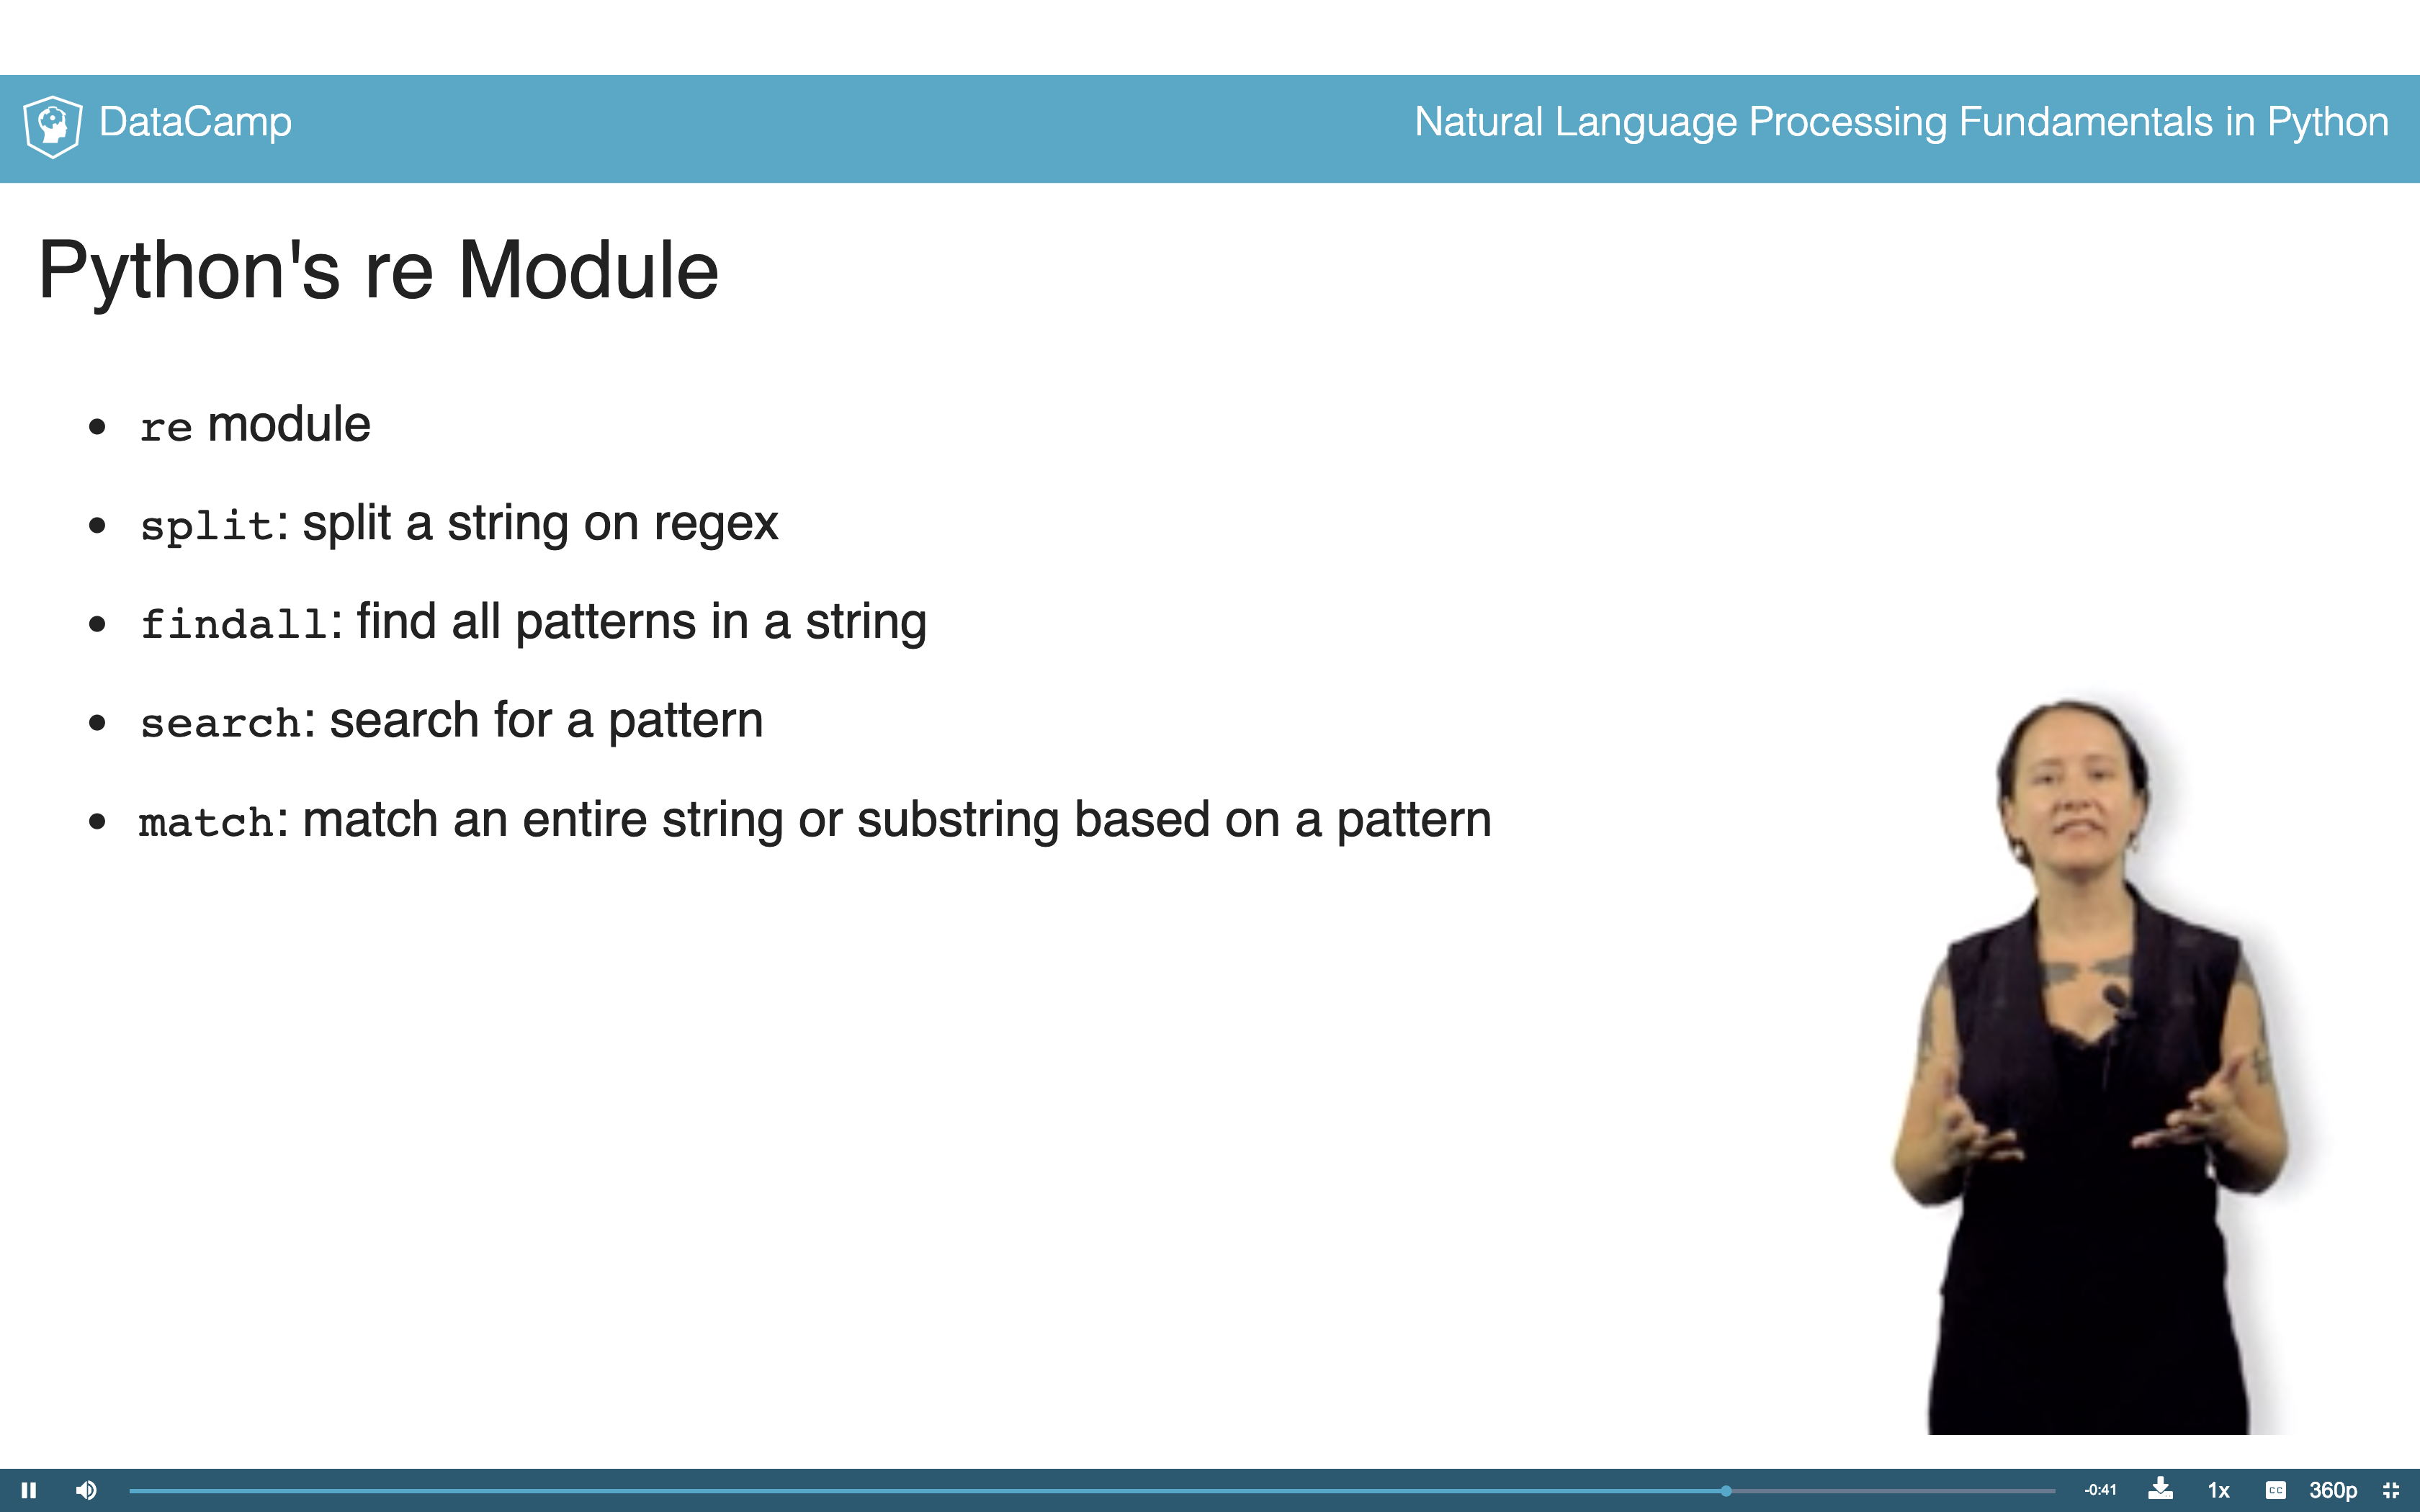 DataCamp
Natural Language Processing Fundamentals in Python
Python's re Module
re module
split: split a string on regex
findall: find all patterns in a string
search: search for a pattern
match: match an entire string or substring based on a pattern
-0:41
1x
CC
360p